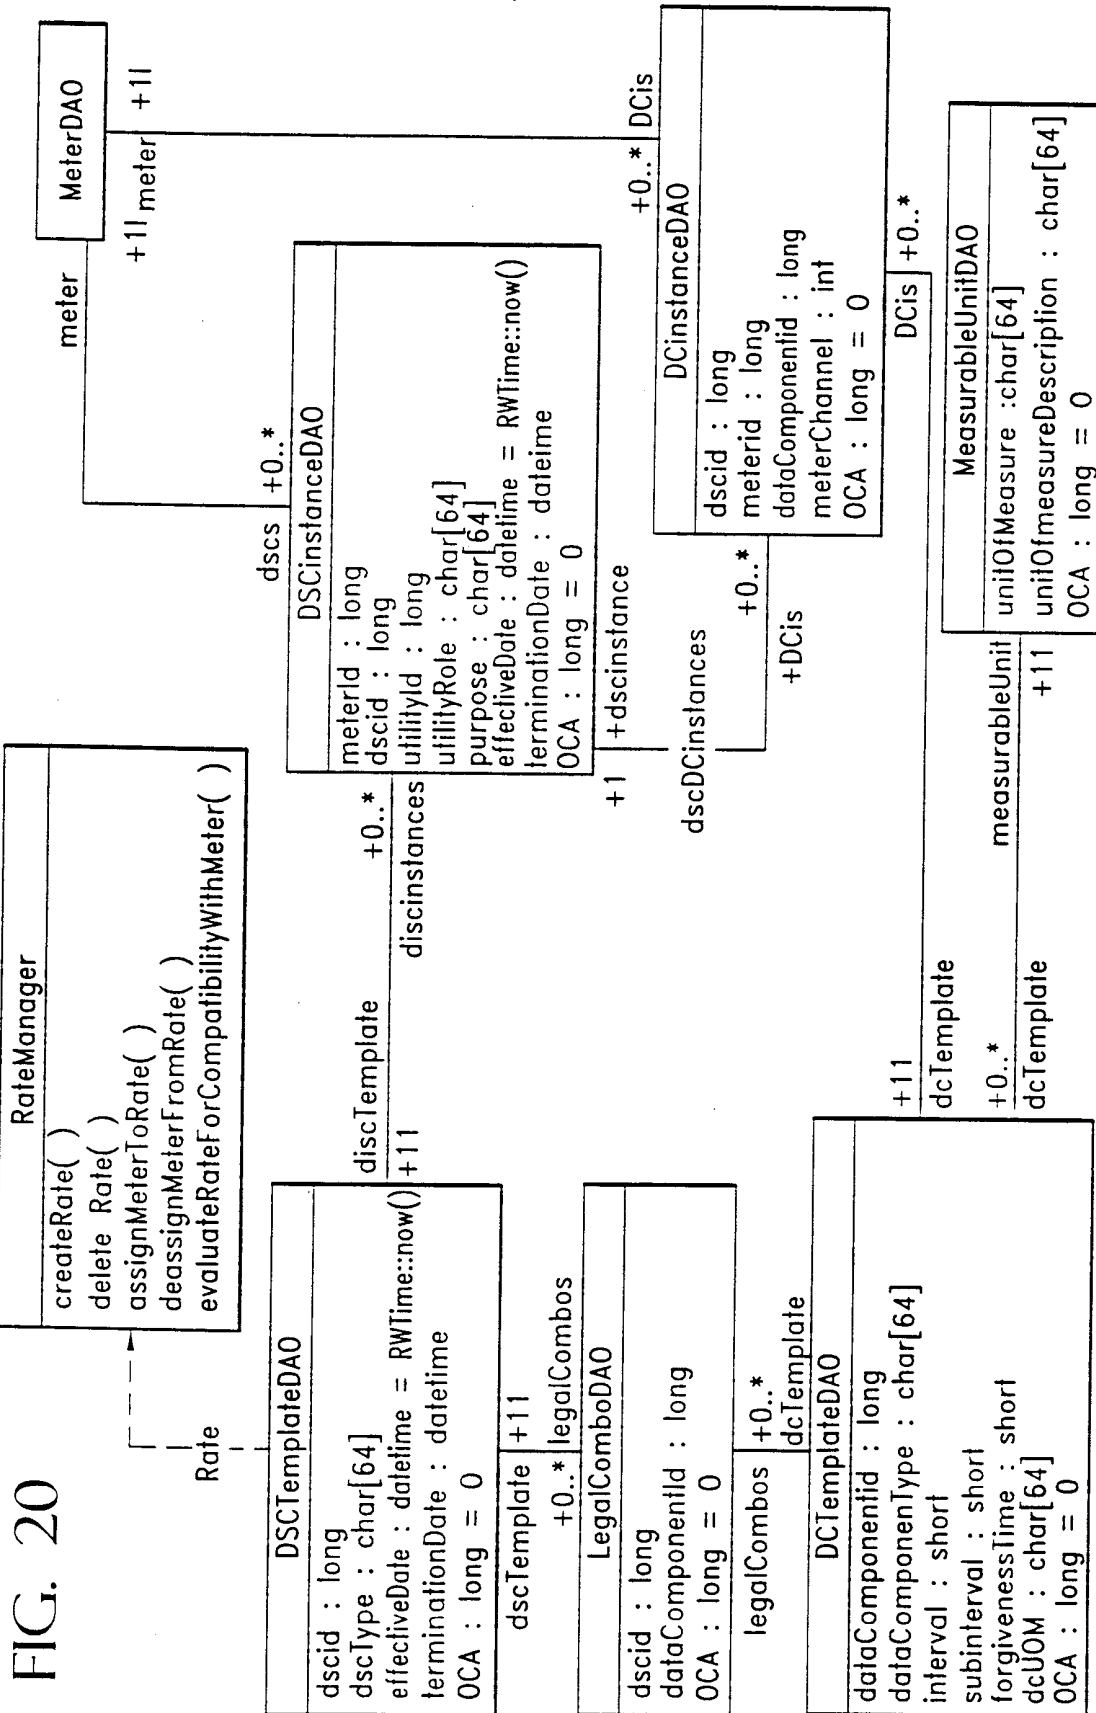 FIG. 20
RateManager
createRate( )
delete Rate( )
assignMeterToRate( )
deassignMeterFromRate( )
evaluateRateForCompatibilityWithMeter( )
MeterDAO
meter
+1l
meter
+1l
Rate
dscs
+0..*
DSCTemplateDAO
dscid : long
dscType : char[64]
effectiveDate : datetime = RWTime::now()
terminationDate : datetime
OCA : long = 0
discTemplate
+11
+0..*
discinstances
DSCinstanceDAO
meterId : long
dscid : long
utilityId : long
utilityRole : char[64]
purpose : char[64]
effectiveDate : datetime = RWTime::now()
terminationDate : dateime
OCA : long = 0
dscTemplate
+11
+0..*
legalCombos
+1
+dscinstance
dscDCinstances
+0..*
+DCis
+0..*
DCis
LegalComboDAO
dscid : long
dataComponentId : long
OCA : long = 0
DCinstanceDAO
dscid : long
meterid : long
dataComponentid : long
meterChannel : int
OCA : long = 0
legalCombos
+0..*
dcTemplate
DCis
+0..*
DCTemplateDAO
dataComponentid : long
dataComponenType : char[64]
interval : short
subinterval : short
forgivenessTime : short
dcUOM : char[64]
OCA : long = 0
+11
dcTemplate
+0..*
dcTemplate
measurableUnit
+11
MeasurableUnitDAO
unitOfMeasure :char[64]
unitOfmeasureDescription : char[64]
OCA : long = 0